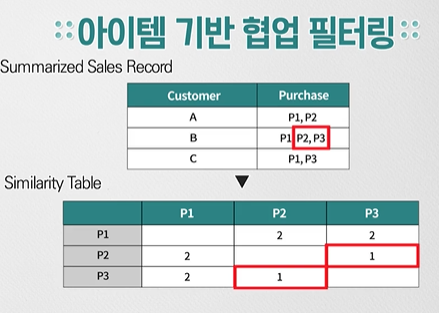 아이템 기반 협업 필터링
Summarized Sales Record
Customer Purchase
A P1, P2
B P1 P2, P3
C P1, P3
Similarity Table
P1 P2 P3
P1 2 2
P2 2 1
P3 2 1